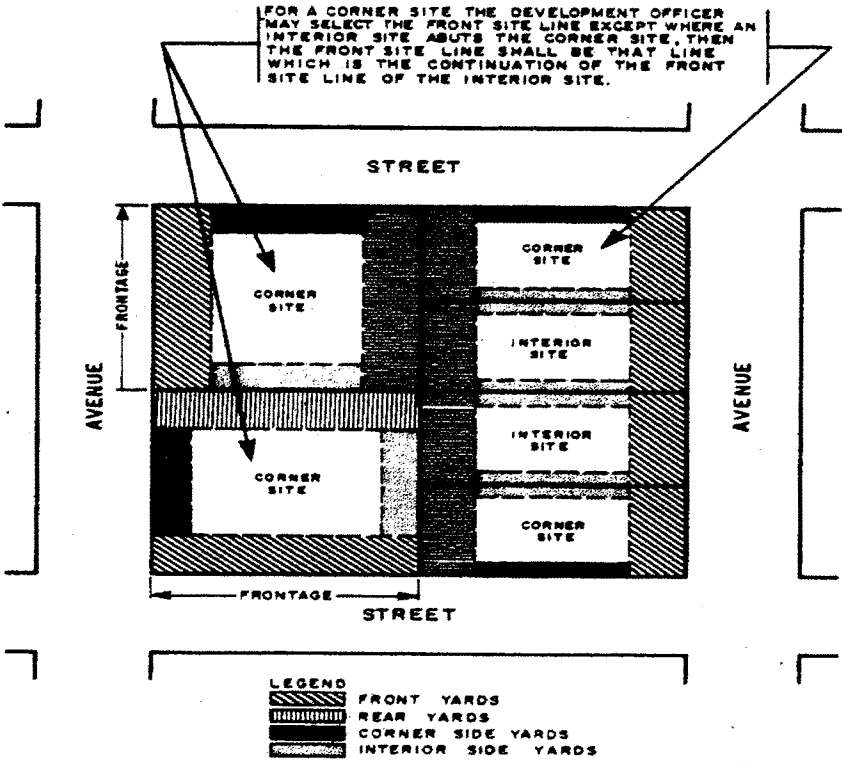 FOR A CORNER SITE THE DEVELOPMENT OFFICER
MAY SELECT THE FRONT SITE LINE EXCEPT WHERE AN
INTERIOR SITE ABUTS THE CORNER SITE, THEN
THE FRONT SITE LINE SHALL BE THAT LINE
WHICH IS THE CONTINUATION OF THE FRONT
SITE LINE OF THE INTERIOR SITE.
STREET
FRONTAGE
AVENUE
CORNER
SITE
CORNER
SITE
CORNER
SITE
INTERIOR
SITE
INTERIOR
SITE
CORNER
SITE
AVENUE
FRONTAGE
STREET
LEGEND
FRONT YARDS
REAR YARDS
CORNER SIDE YARDS
INTERIOR SIDE YARDS